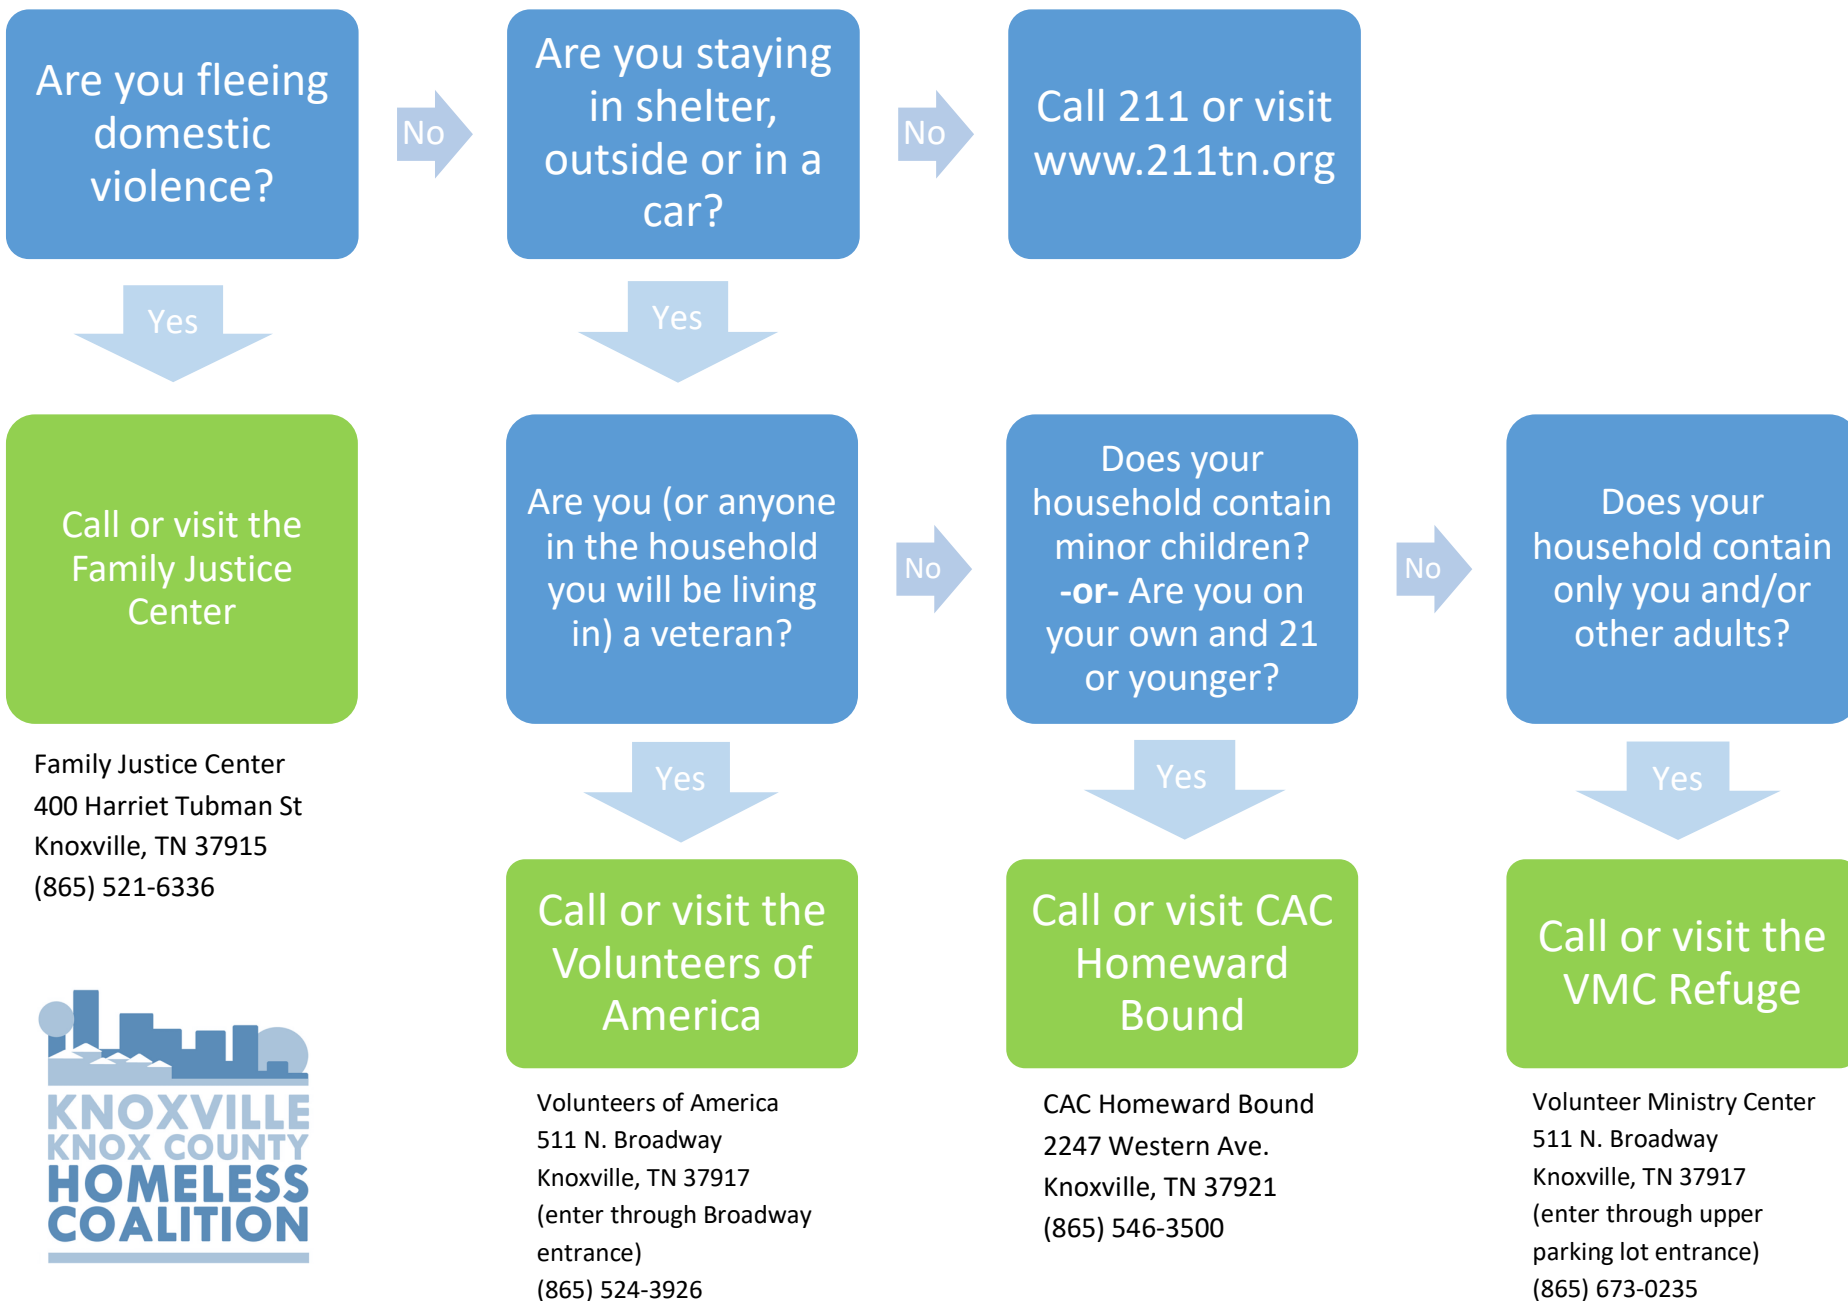 Are you fleeing
domestic
violence?
No
Are you staying
in shelter,
outside or in a
car?
No
Call 211 or visit
www.211tn.org
Yes
Yes
Call or visit the
Family Justice
Center
Are you (or anyone
in the household
you will be living
in) a veteran?
No
Does your
household contain
minor children?
-or- Are you on
your own and 21
or younger?
No
Does your
household contain
only you and/or
other adults?
Family Justice Center
400 Harriet Tubman St
Knoxville, TN 37915
(865) 521-6336
Yes
Yes
Yes
Call or visit the
Volunteers of
America
Call or visit CAC
Homeward
Bound
Call or visit the
VMC Refuge
Volunteers of America
511 N. Broadway
Knoxville, TN 37917
(enter through Broadway
entrance)
(865) 524-3926
CAC Homeward Bound
2247 Western Ave.
Knoxville, TN 37921
(865) 546-3500
Volunteer Ministry Center
511 N. Broadway
Knoxville, TN 37917
(enter through upper
parking lot entrance)
(865) 673-0235
KNOXVILLE
KNOX COUNTY
HOMELESS
COALITION